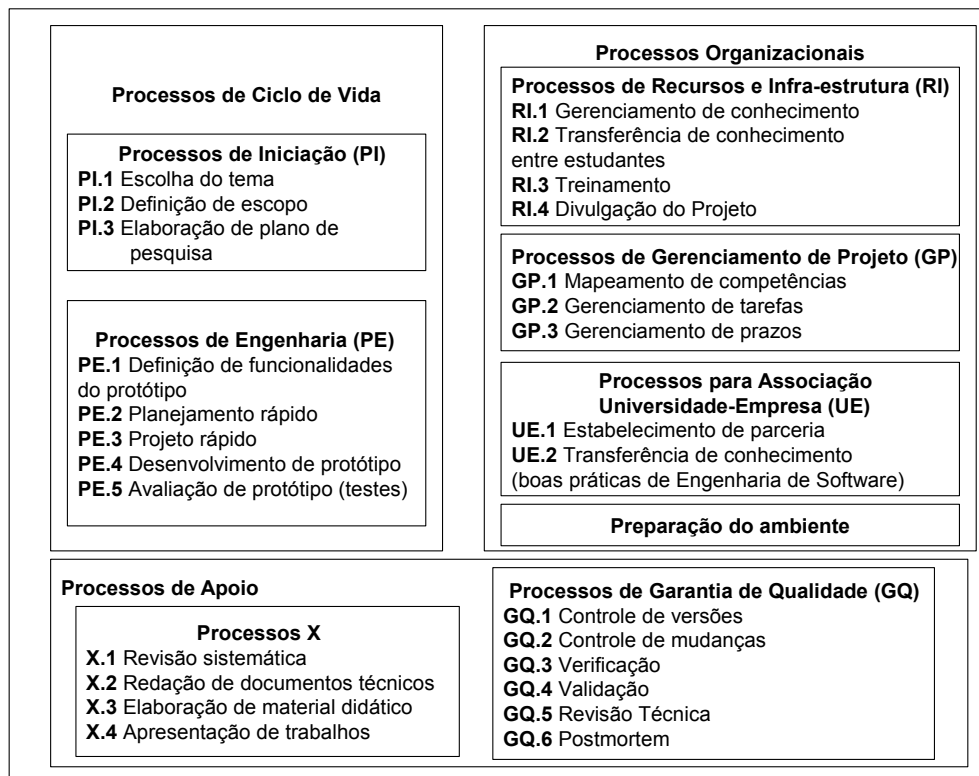 Processos de Ciclo de Vida
Processos de Iniciação (PI)
PI.1 Escolha do tema
PI.2 Definição de escopo
PI.3 Elaboração de plano de
pesquisa
Processos de Engenharia (PE)
PE.1 Definição de funcionalidades
do protótipo
PE.2 Planejamento rápido
PE.3 Projeto rápido
PE.4 Desenvolvimento de protótipo
PE.5 Avaliação de protótipo (testes)
Processos Organizacionais
Processos de Recursos e Infra-estrutura (RI)
RI.1 Gerenciamento de conhecimento
RI.2 Transferência de conhecimento
entre estudantes
RI.3 Treinamento
RI.4 Divulgação do Projeto
Processos de Gerenciamento de Projeto (GP)
GP.1 Mapeamento de competências
GP.2 Gerenciamento de tarefas
GP.3 Gerenciamento de prazos
Processos para Associação
Universidade-Empresa (UE)
UE.1 Estabelecimento de parceria
UE.2 Transferência de conhecimento
(boas práticas de Engenharia de Software)
Preparação do ambiente
Processos de Apoio
Processos X
X.1 Revisão sistemática
X.2 Redação de documentos técnicos
X.3 Elaboração de material didático
X.4 Apresentação de trabalhos
Processos de Garantia de Qualidade (GQ)
GQ.1 Controle de versões
GQ.2 Controle de mudanças
GQ.3 Verificação
GQ.4 Validação
GQ.5 Revisão Técnica
GQ.6 Postmortem